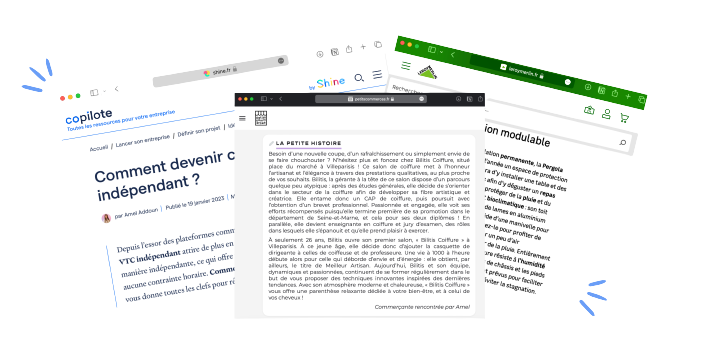 shine.fr
copilote
Toutes les ressources pour votre entreprise
by Shine
Accueil / Lancer son entreprise / Définir son projet /
Comment devenir
indépendant ?
par Amel Addoun | Publié le 19 janvier 2023 |
Depuis l'essor des plateformes
VTC indépendant attire de plus en
manière indépendante, ce qui offre
aucune contrainte horaire.
vous donne toutes les clefs pour
petitscommerces.fr
LA PETITE HISTOIRE
Besoin d'une nouvelle coupe, d'un rafraîchissement ou simplement envie de
se faire chouchouter ? N'hésitez plus et foncez chez Bilitis Coiffure, situé
place du marché à Villeparisis ! Ce salon de coiffure met à l'honneur
l'artisanat et l'élégance à travers des prestations qualitatives, au plus proche
de vos souhaits. Bilitis, la gérante à la tête de ce salon dispose d'un parcours
quelque peu atypique : après des études générales, elle décide de s'orienter
dans le secteur de la coiffure afin de développer sa fibre artistique et
créatrice. Elle entame donc un CAP de coiffure, puis poursuit avec
l'obtention d'un brevet professionnel. Passionnée et engagée, elle voit ses
efforts récompensés puisqu'elle termine première de sa promotion dans le
département de Seine-et-Marne, et cela pour ses deux diplômes ! En
parallèle, elle devient enseignante en coiffure et jury d'examen, des rôles
dans lesquels elle s'épanouit et qu'elle prend plaisir à exercer.
À seulement 26 ans, Bilitis ouvre son premier salon, « Bilitis Coiffure » à
Villeparisis. À ce jeune âge, elle décide donc d'ajouter la casquette de
dirigeante à celles de coiffeuse et de professeure. Une vie à 1000 à l'heure
débute alors pour celle qui déborde d'envie et d'énergie : elle obtient, par
ailleurs, le titre de Meilleur Artisan. Aujourd'hui, Bilitis et son équipe,
dynamiques et passionnées, continuent de se former régulièrement dans le
but de vous proposer des techniques innovantes inspirées des dernières
tendances. Avec son atmosphère moderne et chaleureuse, « Bilitis Coiffure »
vous offre une parenthèse relaxante dédiée à votre bien-être, et à celui de
vos cheveux !
Commerçante rencontrée par Amel
leroymerlin.fr
modulable
permanente, la Pergola
l'année un espace de protection
d'y installer une table et des
afin d'y déguster un repas
protéger de la pluie et du
bioclimatique : son toit
de lames en aluminium
d'une manivelle pour
pour profiter de
un peu d'air
de la pluie. Entièrement
résiste à l'humidité
de châssis et les pieds
prévus pour faciliter
éviter la stagnation.